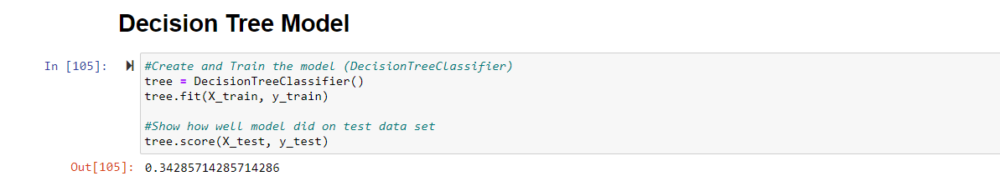 Decision Tree Model
In [105]:
#Create and Train the model (DecisionTreeClassifier)
tree = DecisionTreeClassifier()
tree.fit(X_train, y_train)
#Show how well model did on test data set
tree.score(X_test, y_test)
Out[105]: 0.34285714285714286